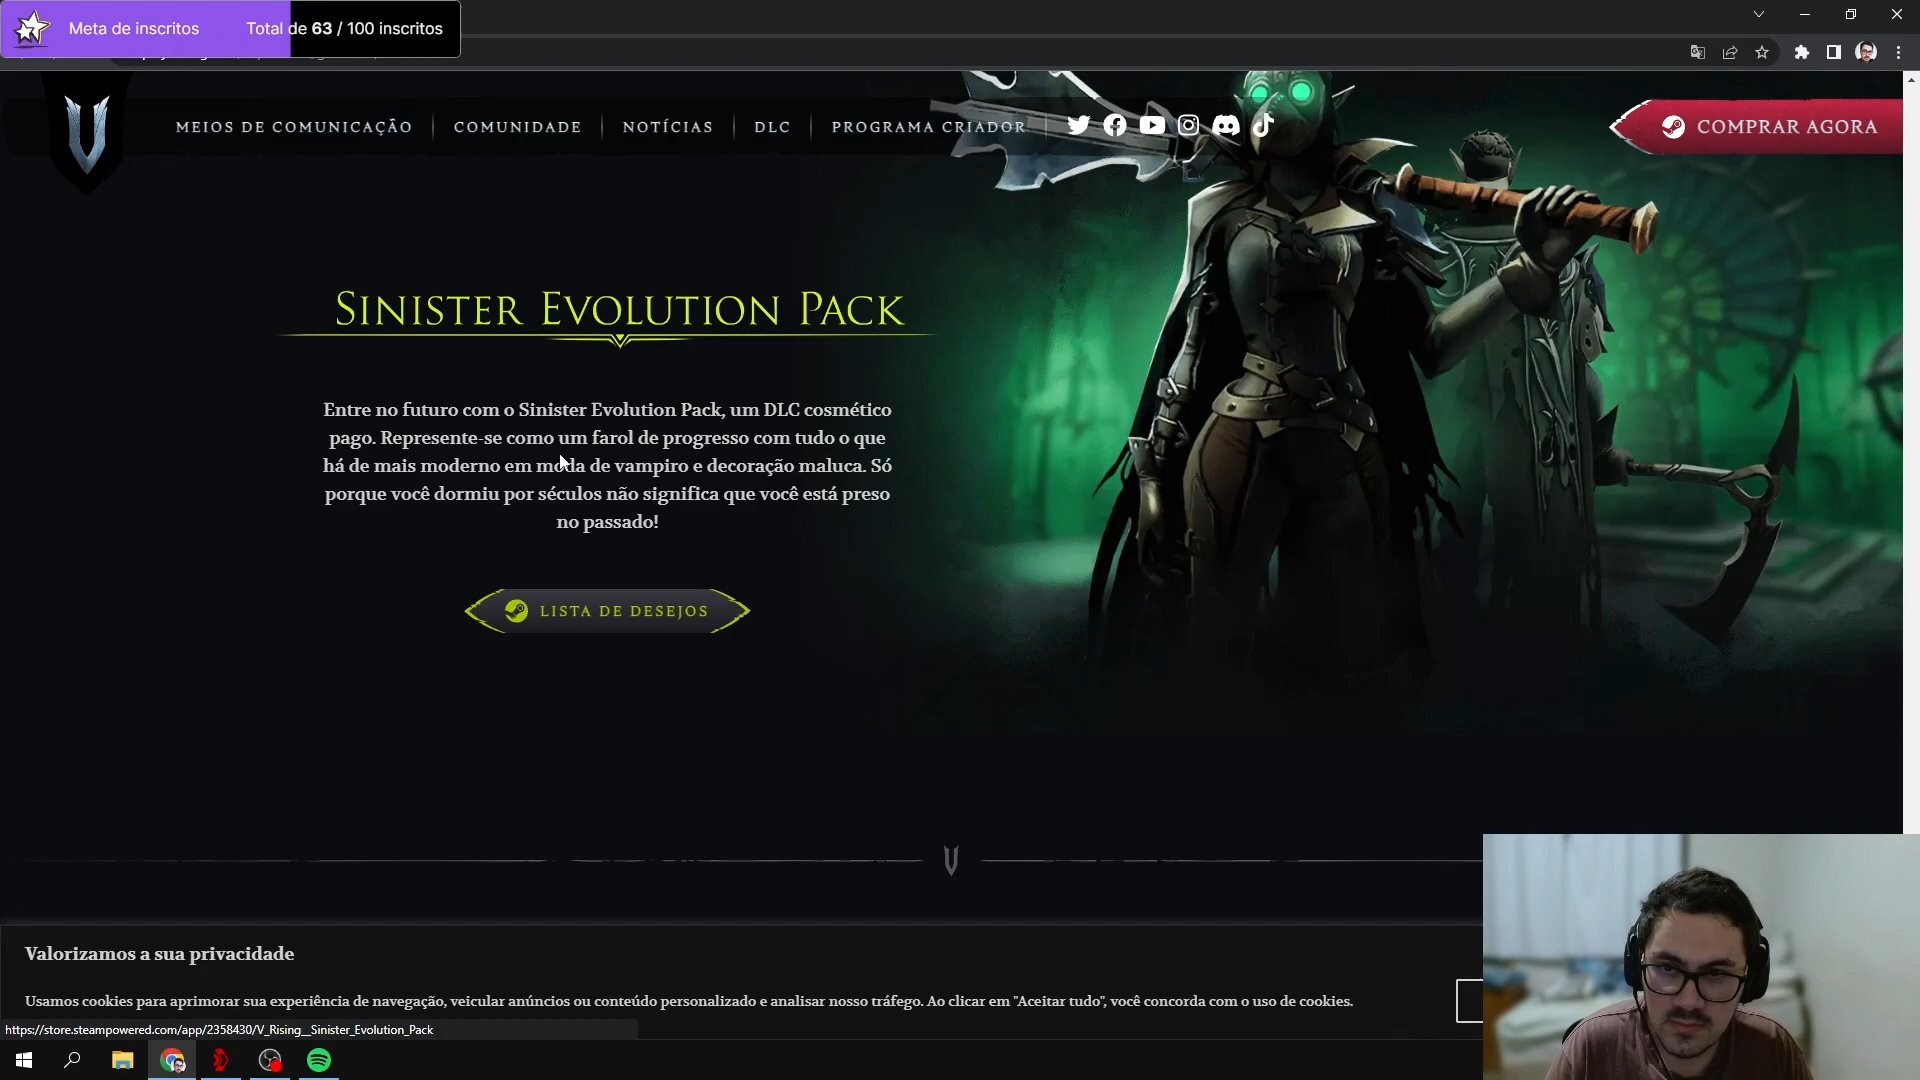 Meta de inscritos
Total de 63 / 100 inscritos
MEIOS DE COMUNICAÇÃO
COMUNIDADE
NOTÍCIAS
DLC
PROGRAMA CRIADOR
COMPRAR AGORA
SINISTER EVOLUTION PACK
Entre no futuro com o Sinister Evolution Pack, um DLC cosmético
pago. Represente-se como um farol de progresso com tudo o que
há de mais moderno em moda de vampiro e decoração maluca. Só
porque você dormiu por séculos não significa que você está preso
no passado!
LISTA DE DESEJOS
Valorizamos a sua privacidade
Usamos cookies para aprimorar sua experiência de navegação, veicular anúncios ou conteúdo personalizado e analisar nosso tráfego. Ao clicar em "Aceitar tudo", você concorda com o uso de cookies.
https://store.steampowered.com/app/2358430/V_Rising__Sinister_Evolution_Pack